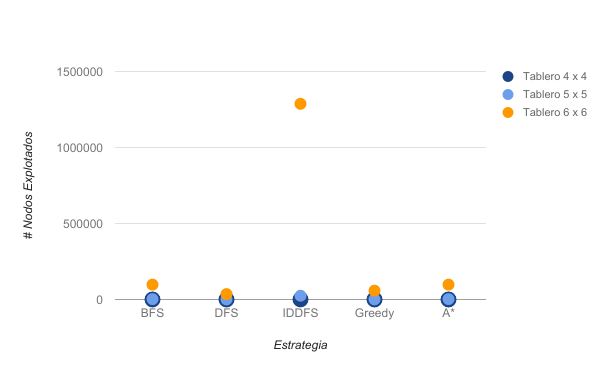 1500000
1000000
500000
0
# Nodos Explotados
BFS
DFS
IDDFS
Greedy
A*
Estrategia
Tablero 4 x 4
Tablero 5 x 5
Tablero 6 x 6